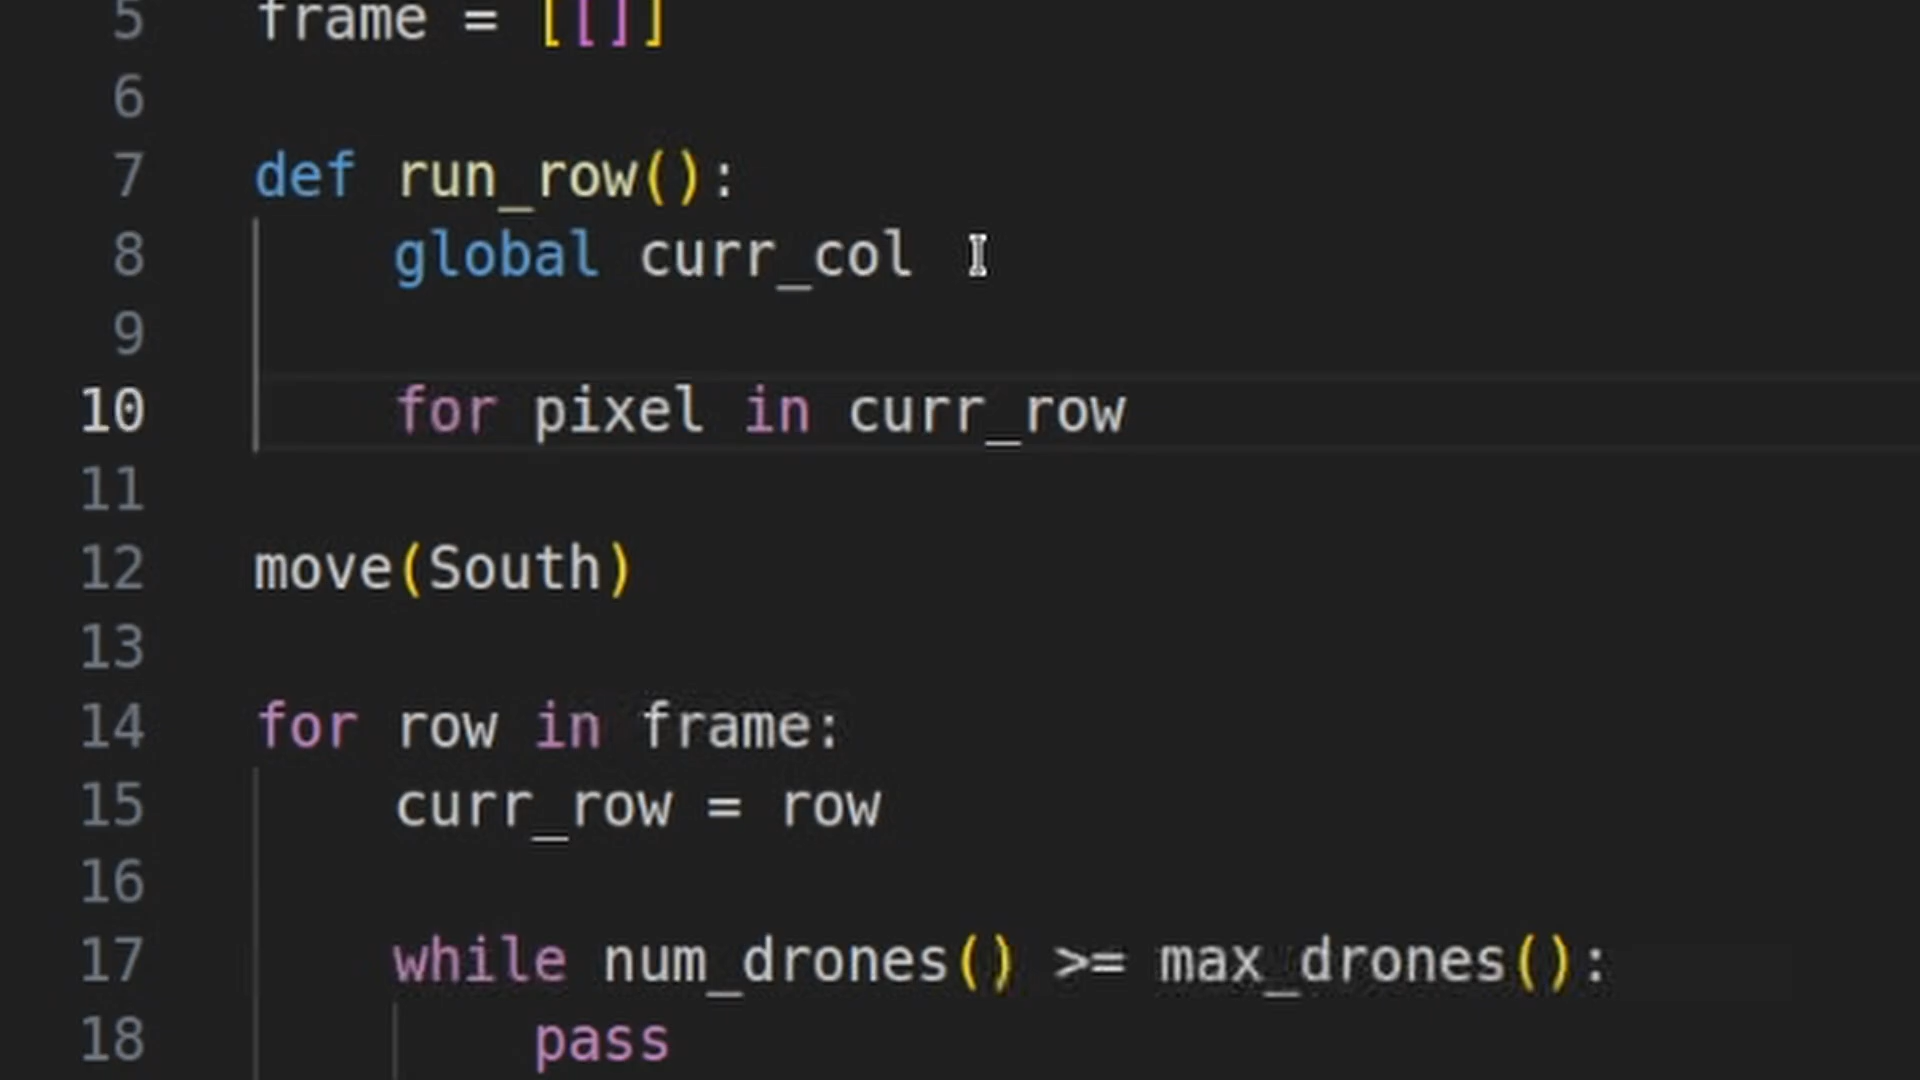 5 frame = [[]]
6
7 def run_row():
8 global curr_col
9
10 for pixel in curr_row
11
12 move(South)
13
14 for row in frame:
15 curr_row = row
16
17 while num_drones() >= max_drones():
18 pass